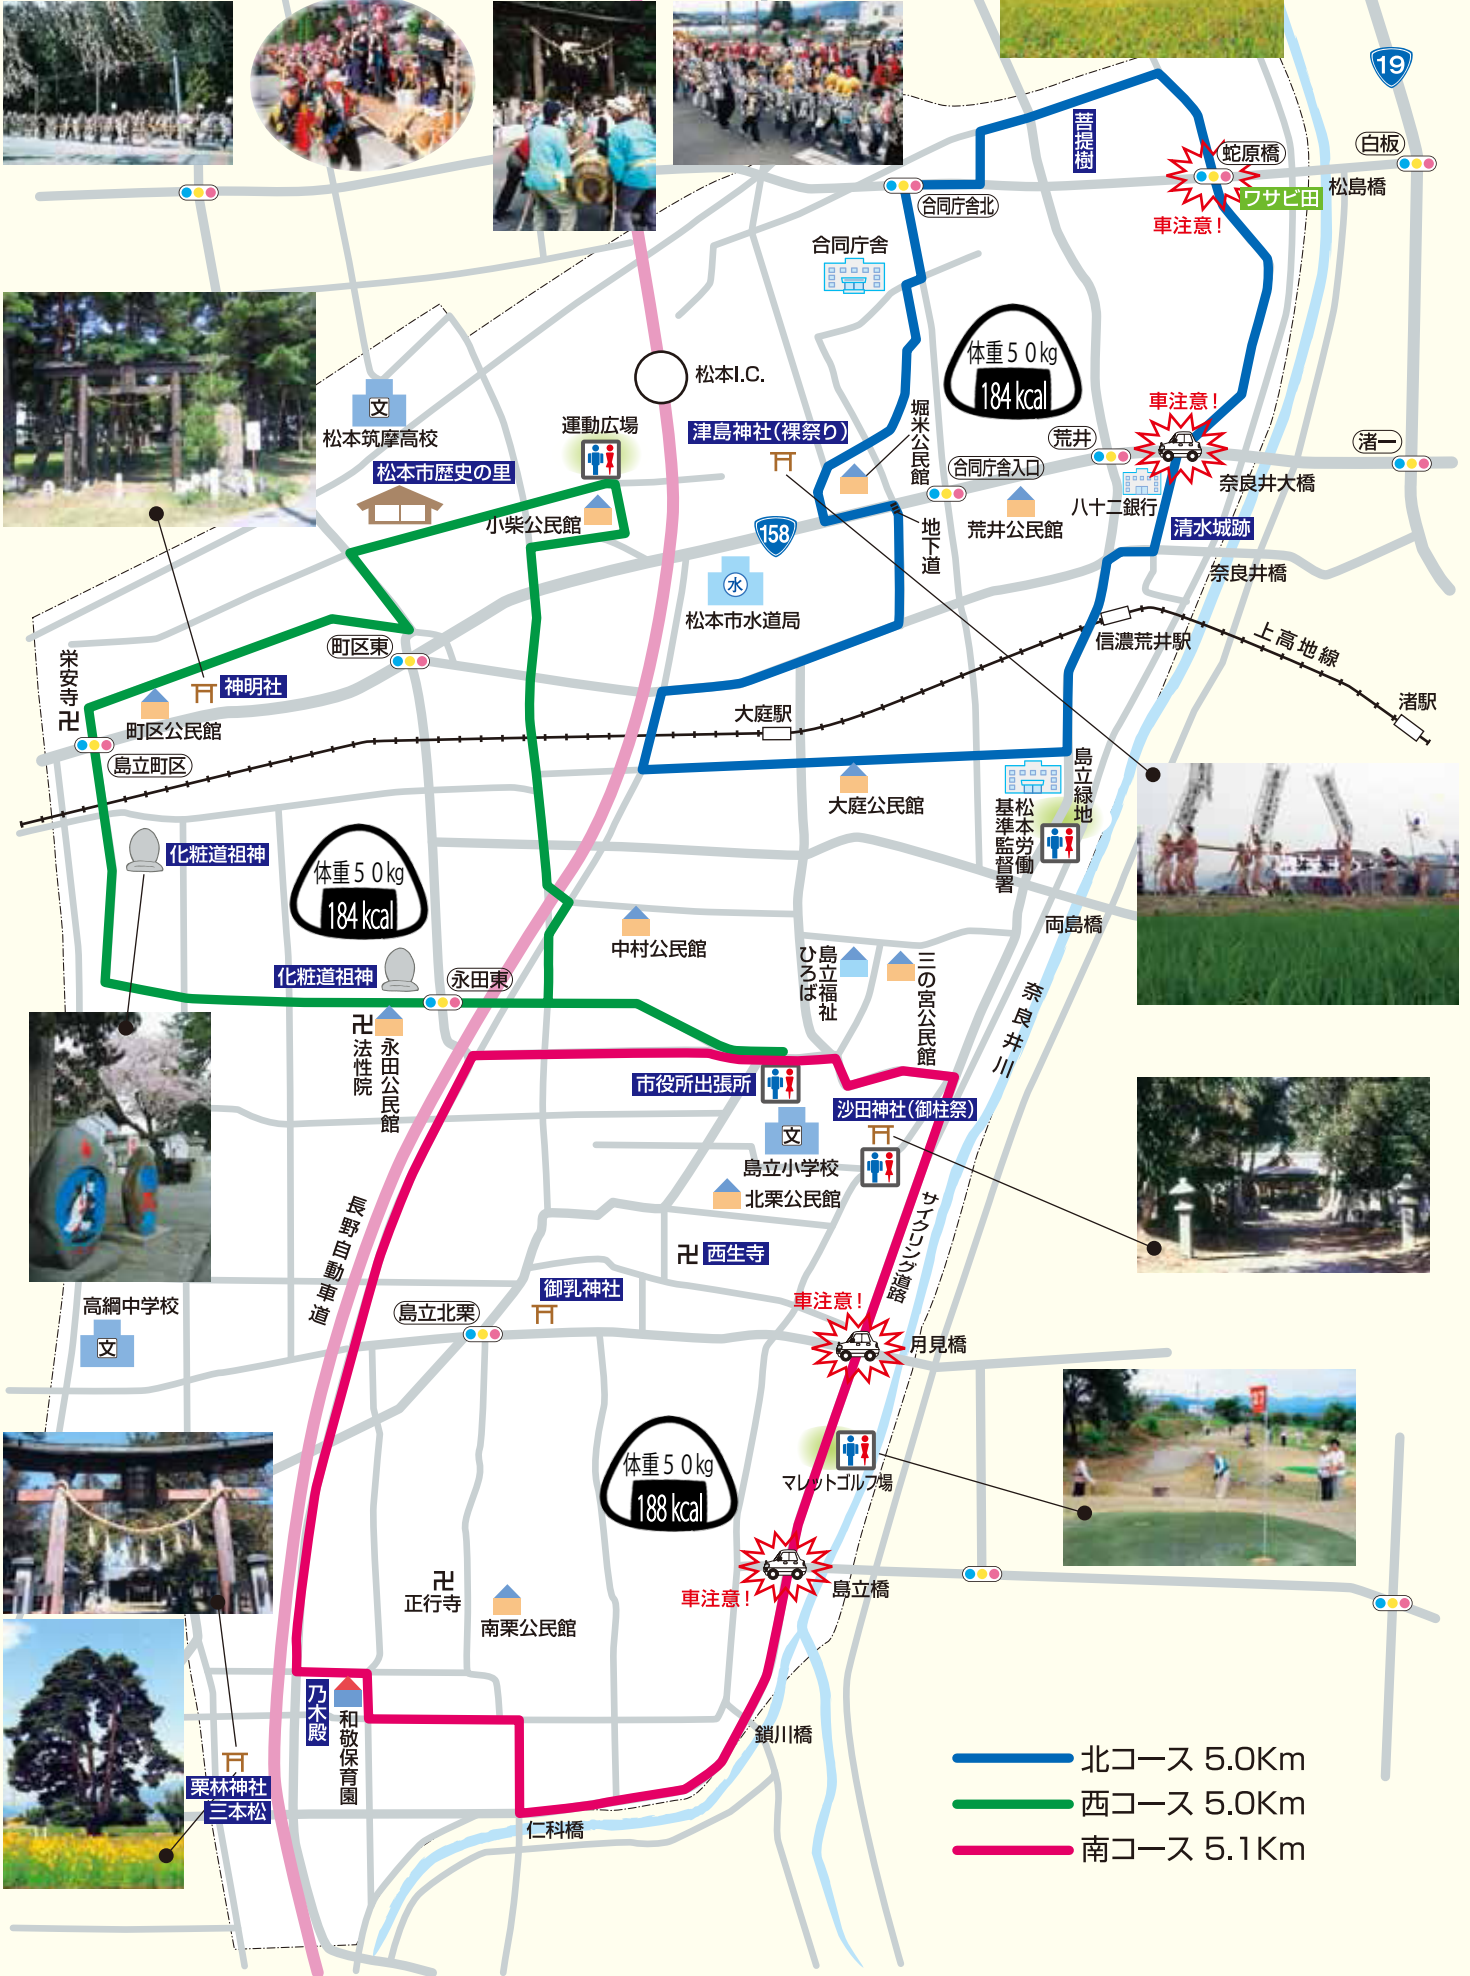 19
菩提樹
蛇原橋
白板
ワサビ田
松島橋
車注意!
合同庁舎北
合同庁舎
体重50kg
184 kcal
松本I.C.
車注意!
文
松本筑摩高校
運動広場
津島神社(裸祭り)
堀米公民館
荒井
渚一
松本市歴史の里
合同庁舎入口
奈良井大橋
小柴公民館
八十二銀行
荒井公民館
158
地下道
清水城跡
奈良井橋
水
松本市水道局
信濃荒井駅
上高地線
町区東
栄安寺
神明社
町区公民館
大庭駅
渚駅
島立町区
島立緑地
大庭公民館
松本労働
基準監督署
化粧道祖神
体重50kg
184 kcal
両島橋
中村公民館
島立福祉
ひろば
三の宮公民館
化粧道祖神
永田東
奈良井川
法性院
永田公民館
市役所出張所
沙田神社(御柱祭)
文
島立小学校
北栗公民館
サイクリング道路
長野自動車道
西生寺
御乳神社
高綱中学校
文
島立北栗
車注意!
月見橋
体重50kg
188 kcal
マレットゴルフ場
正行寺
南栗公民館
車注意!
島立橋
乃木殿
和敬保育園
鎖川橋
栗林神社
三本松
仁科橋
北コース 5.0Km
西コース 5.0Km
南コース 5.1Km